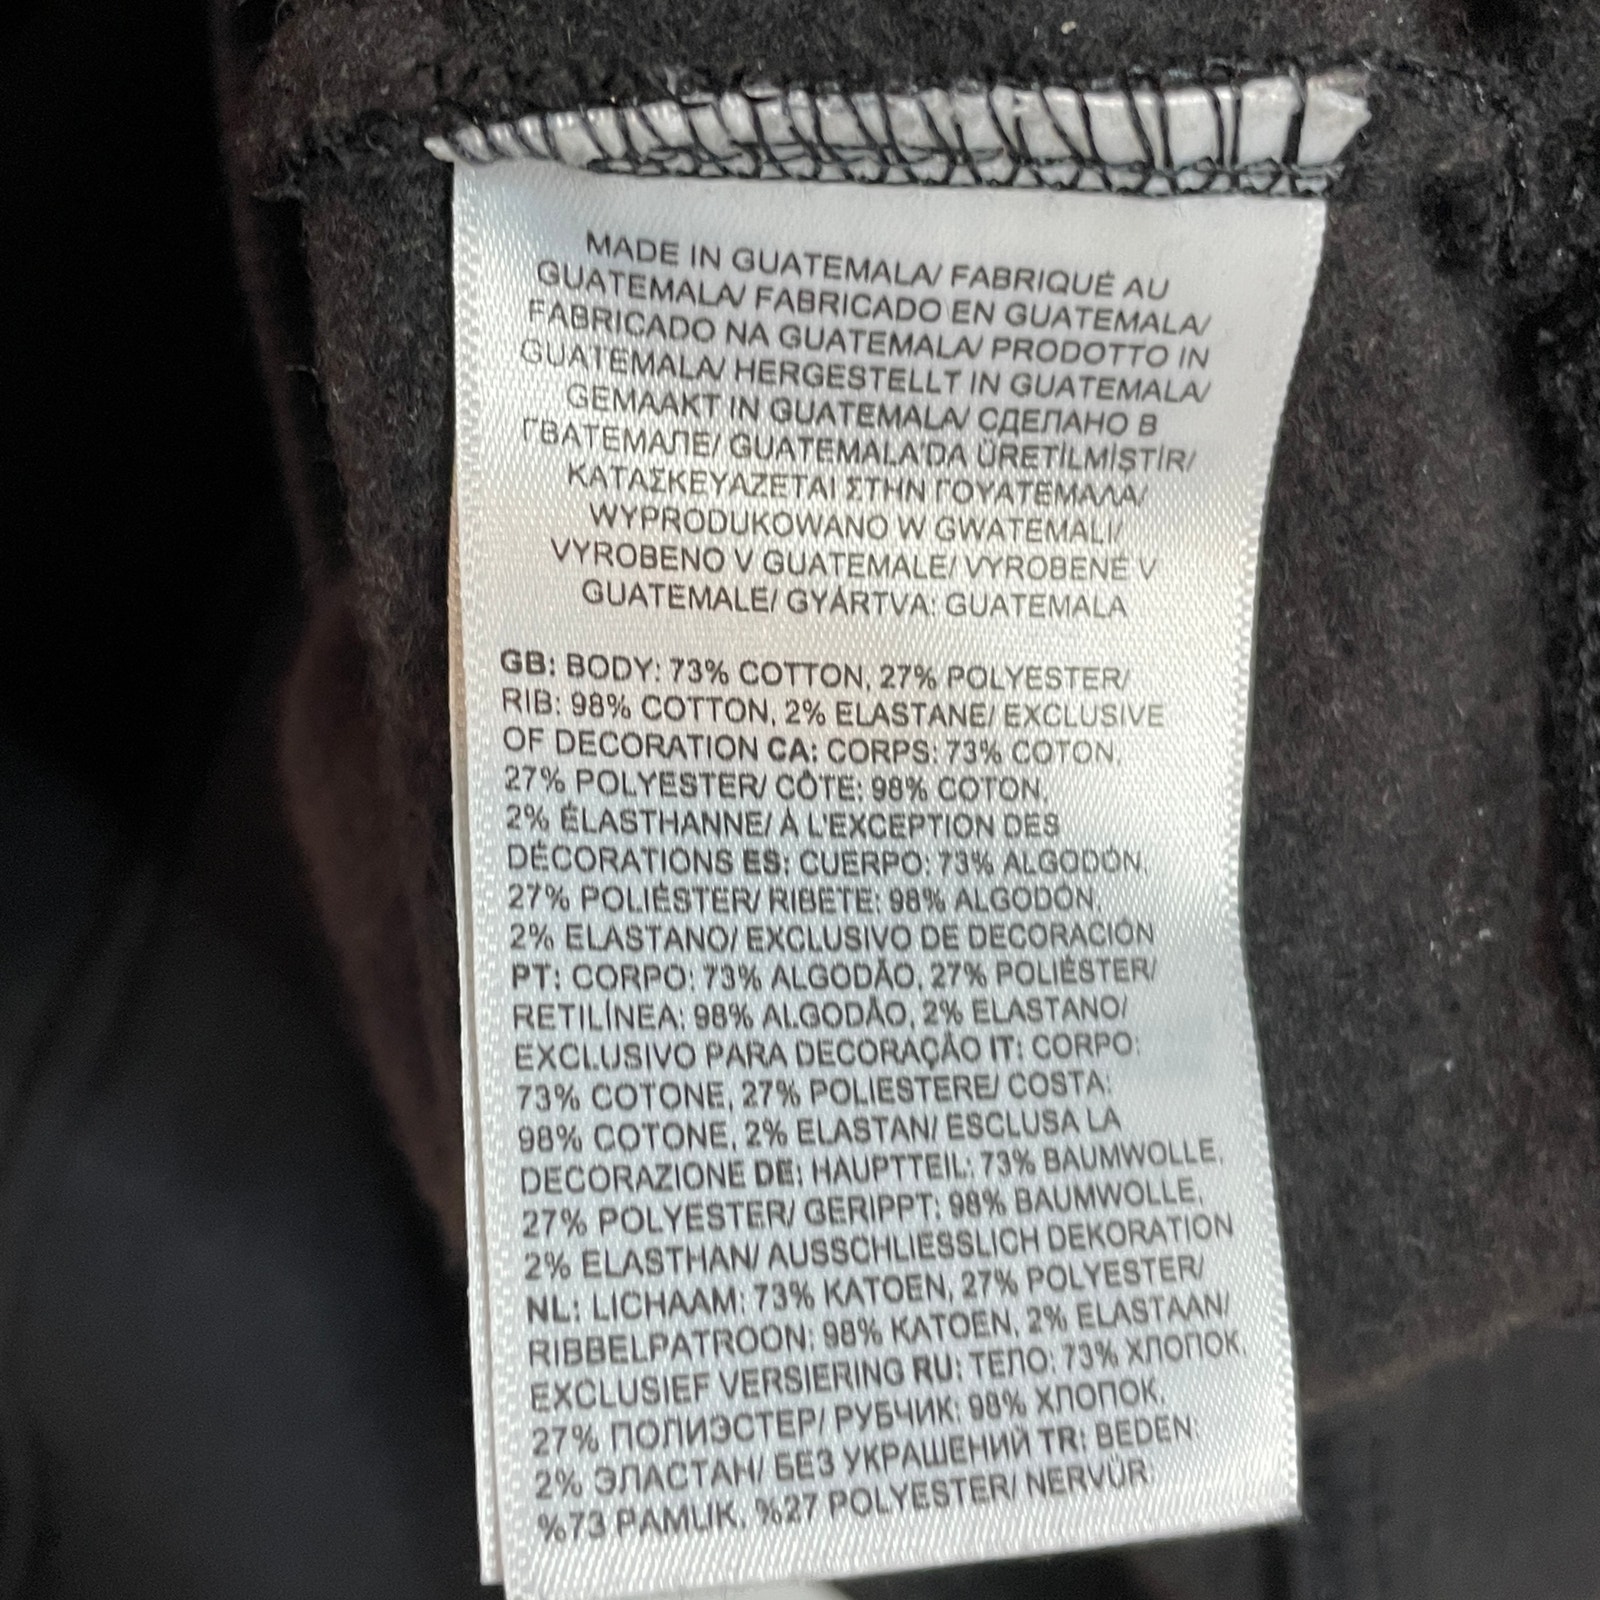 MADE IN GUATEMALA/ FABRIQUÉ AU
GUATEMALA/ FABRICADO EN GUATEMALA/
FABRICADO NA GUATEMALA/ PRODOTTO IN
GUATEMALA/ HERGESTELLT IN GUATEMALA/
GEMAAKT IN GUATEMALA/ СДЕЛАНО В
ГВАТЕМАЛЕ/ GUATEMALA'DA ÜRETİLMİŞTİR/
ΚΑΤΑΣΚΕΥΑΖΕΤΑΙ ΣΤΗΝ ΓΟΥΑΤΕΜΑΛΑ/
WYPRODUKOWANO W GWATEMALI/
VYROBENO V GUATEMALE/ VYROBENÉ V
GUATEMALE/ GYÁRTVA: GUATEMALA
GB: BODY: 73% COTTON, 27% POLYESTER/
RIB: 98% COTTON, 2% ELASTANE/ EXCLUSIVE
OF DECORATION CA: CORPS: 73% COTON,
27% POLYESTER/ CÔTE: 98% COTON,
2% ÉLASTHANNE/ À L'EXCEPTION DES
DÉCORATIONS ES: CUERPO: 73% ALGODÓN,
27% POLIÉSTER/ RIBETE: 98% ALGODÓN,
2% ELASTANO/ EXCLUSIVO DE DECORACIÓN
PT: CORPO: 73% ALGODÃO, 27% POLIÉSTER/
RETILÍNEA: 98% ALGODÃO, 2% ELASTANO/
EXCLUSIVO PARA DECORAÇÃO IT: CORPO:
73% COTONE, 27% POLIESTERE/ COSTA:
98% COTONE, 2% ELASTAN/ ESCLUSA LA
DECORAZIONE DE: HAUPTTEIL: 73% BAUMWOLLE,
27% POLYESTER/ GERIPPT: 98% BAUMWOLLE,
2% ELASTHAN/ AUSSCHLIESSLICH DEKORATION
NL: LICHAAM: 73% KATOEN, 27% POLYESTER/
RIBBELPATROON: 98% KATOEN, 2% ELASTAAN/
EXCLUSIEF VERSIERING RU: ТЕЛО: 73% ХЛОПОК,
27% ПОЛИЭСТЕР/ РУБЧИК: 98% ХЛОПОК,
2% ЭЛАСТАН/ БЕЗ УКРАШЕНИЙ TR: BEDEN:
%73 PAMUK, %27 POLYESTER/ NERVÜR: